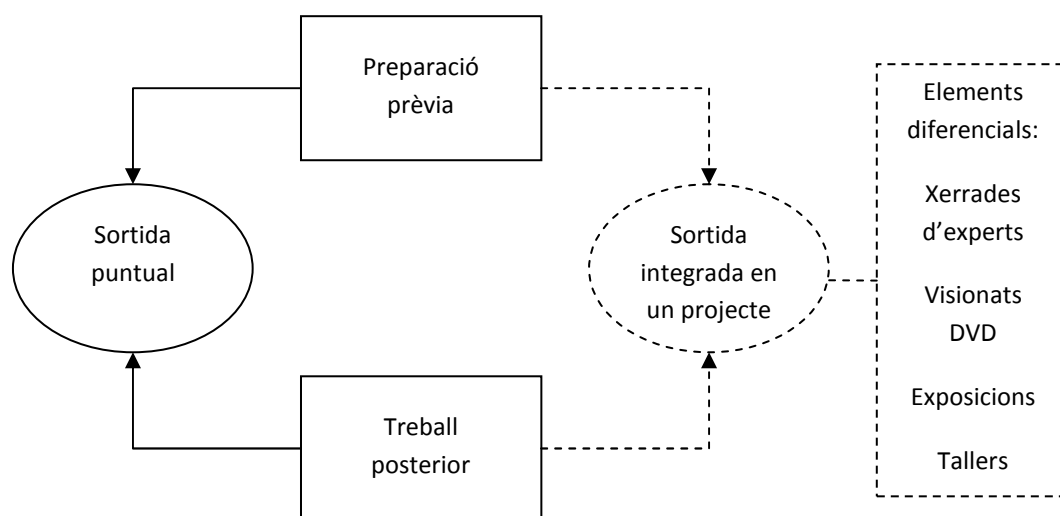 Preparació
prèvia
Sortida
puntual
Sortida
integrada en
un projecte
Treball
posterior
Elements
diferencials:
Xerrades
d’experts
Visionats
DVD
Exposicions
Tallers